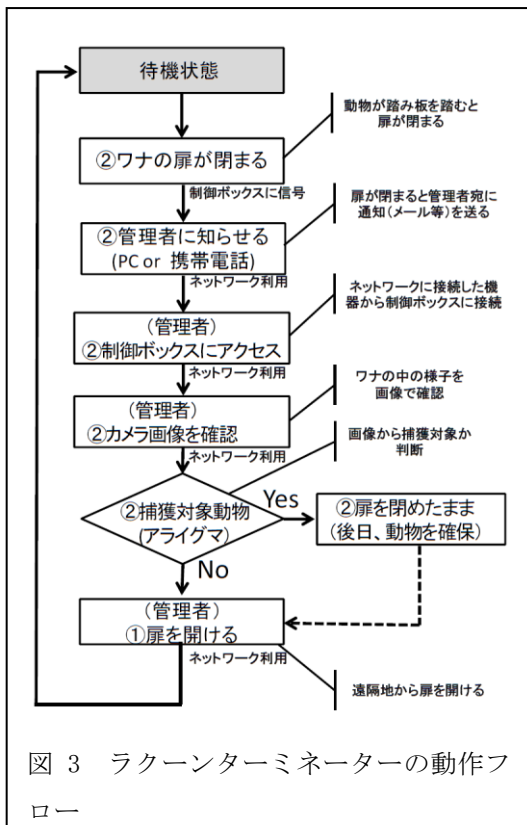 待機状態
動物が踏み板を踏むと
扉が閉まる
②ワナの扉が閉まる
制御ボックスに信号
扉が閉まると管理者宛に
通知(メール等)を送る
②管理者に知らせる
(PC or 携帯電話)
ネットワーク利用
ネットワークに接続した機
器から制御ボックスに接続
(管理者)
②制御ボックスにアクセス
ネットワーク利用
ワナの中の様子を
画像で確認
(管理者)
②カメラ画像を確認
ネットワーク利用
画像から捕獲対象か
判断
②捕獲対象動物
(アライグマ)
Yes
②扉を閉めたまま
(後日、動物を確保)
No
(管理者)
①扉を開ける
ネットワーク利用
遠隔地から扉を開ける
図 3 ラクーンターミネーターの動作フ
ロー